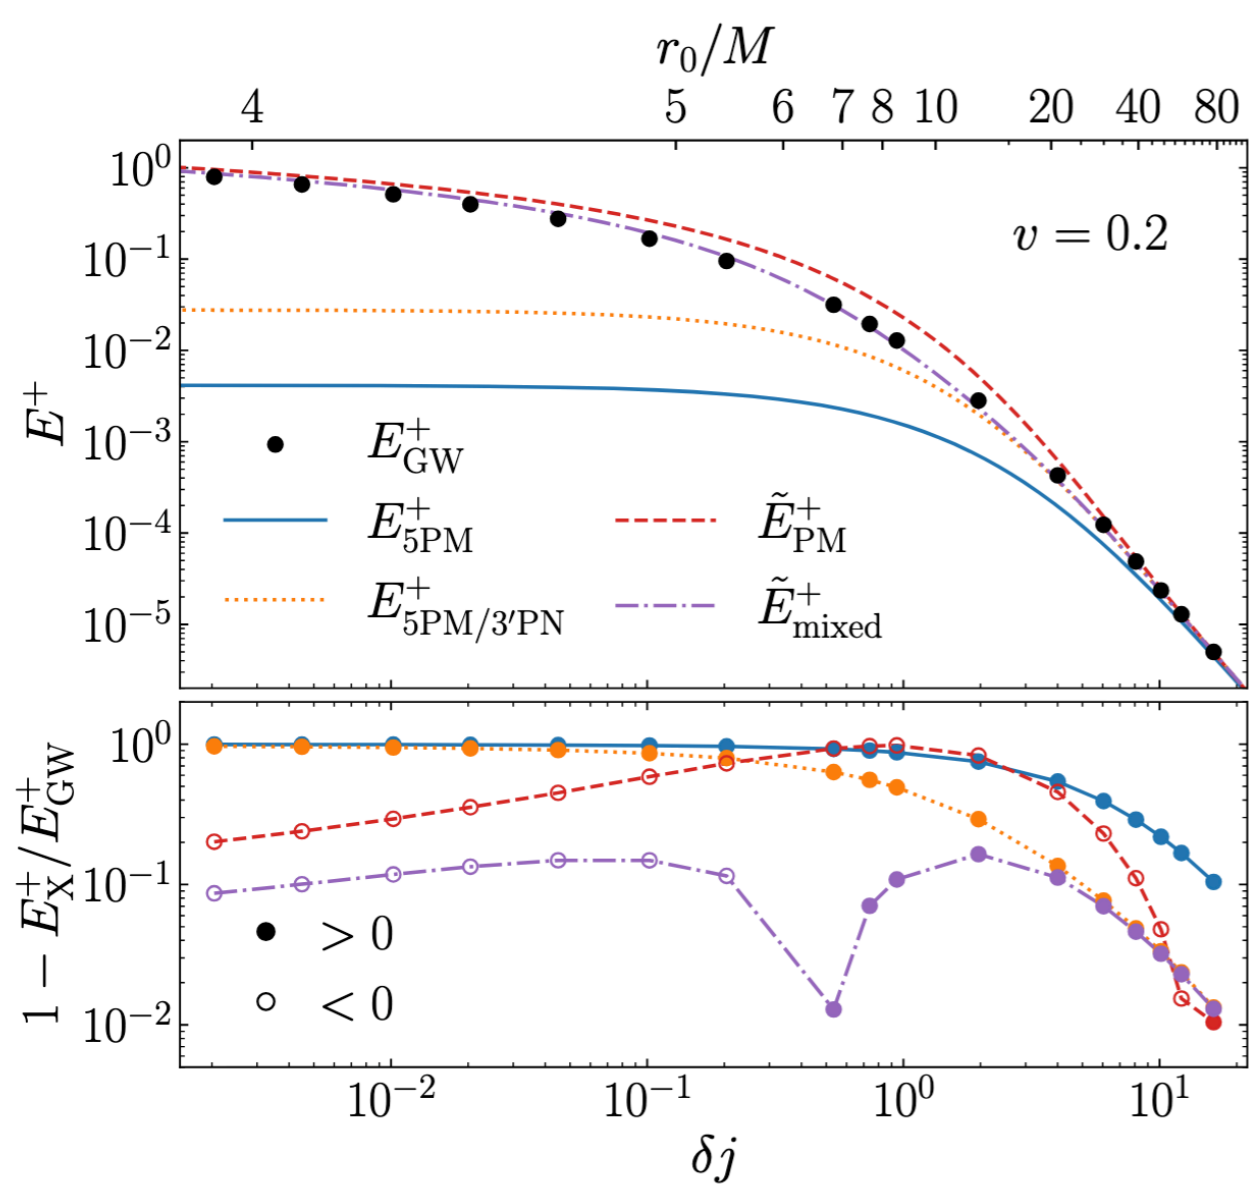 r₀/M
4 5 6 7 8 10 20 40 80
10⁰
10⁻¹
10⁻²
10⁻³
10⁻⁴
10⁻⁵
E⁺
v = 0.2
E⁺_GW
E⁺_5PM
E⁺_5PM/3′PN
Ẽ⁺_PM
Ẽ⁺_mixed
10⁰
10⁻¹
10⁻²
1 − E⁺_X/E⁺_GW
> 0
< 0
10⁻² 10⁻¹ 10⁰ 10¹
δj